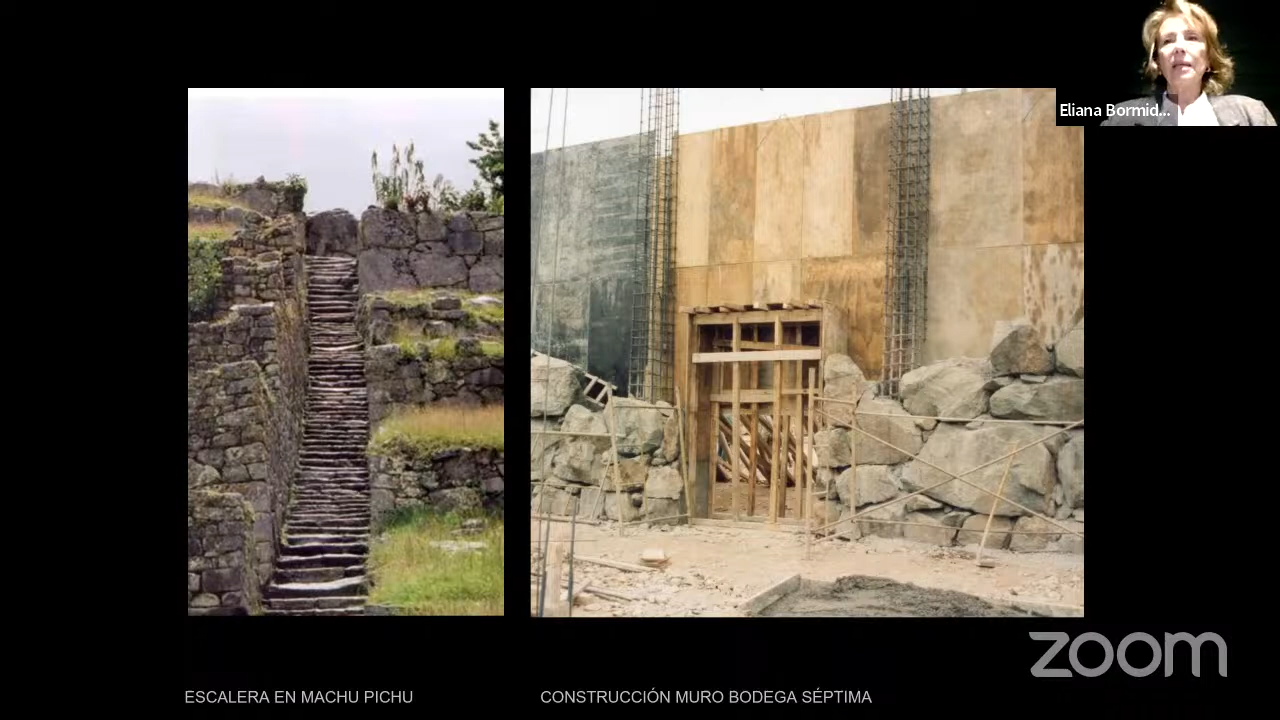 Eliana Bormid...
zoom
ESCALERA EN MACHU PICHU
CONSTRUCCIÓN MURO BODEGA SÉPTIMA